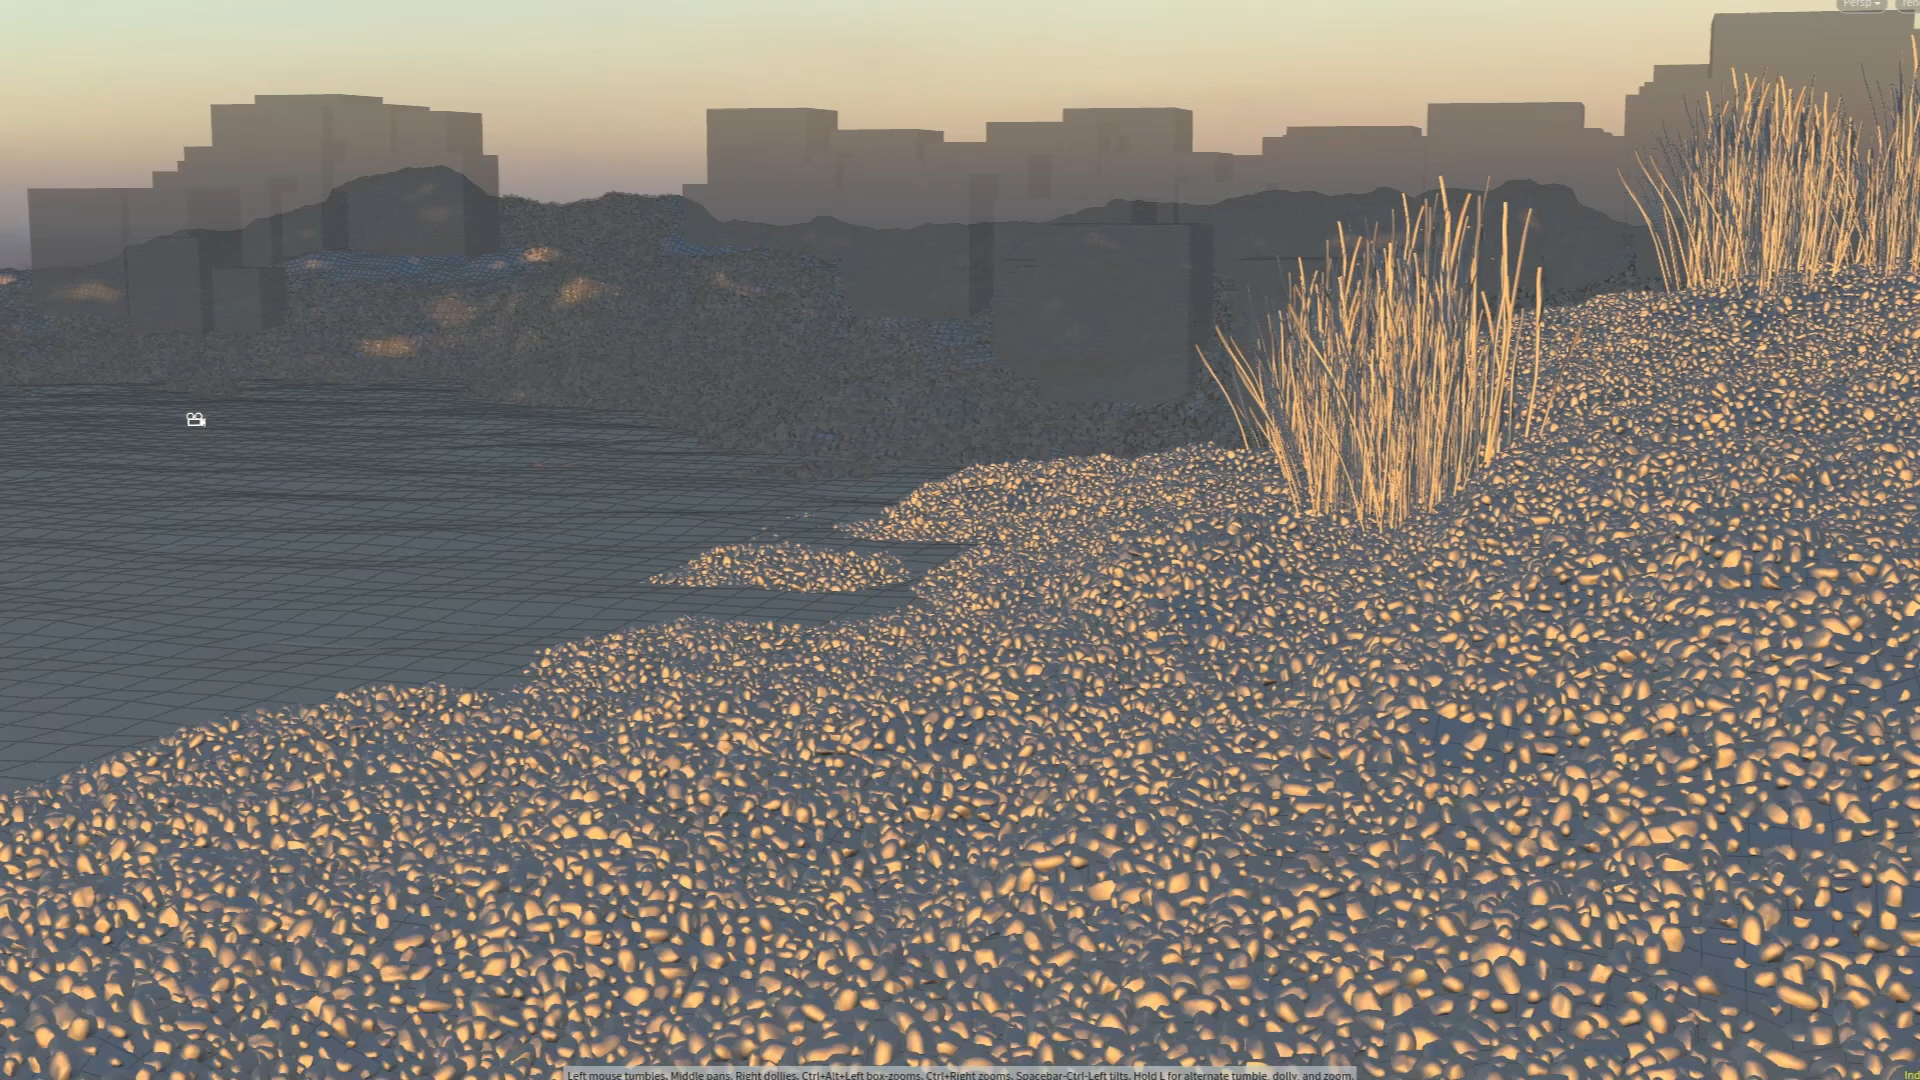 Persp
Left mouse tumbles. Middle pans. Right dollies. Ctrl+Alt+Left box-zooms. Ctrl+Right zooms. Spacebar-Ctrl-Left tilts. Hold L for alternate tumble, dolly, and zoom.